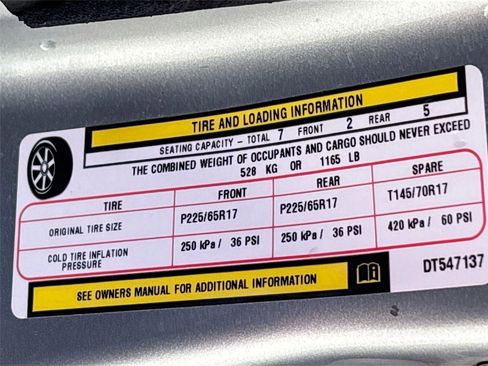 TIRE AND LOADING INFORMATION
SEATING CAPACITY - TOTAL 7 FRONT 2 REAR 5
THE COMBINED WEIGHT OF OCCUPANTS AND CARGO SHOULD NEVER EXCEED
528 KG OR 1165 LB
TIRE FRONT REAR SPARE
ORIGINAL TIRE SIZE P225/65R17 P225/65R17 T145/70R17
COLD TIRE INFLATION PRESSURE 250 kPa / 36 PSI 250 kPa / 36 PSI 420 kPa / 60 PSI
SEE OWNERS MANUAL FOR ADDITIONAL INFORMATION
DT547137